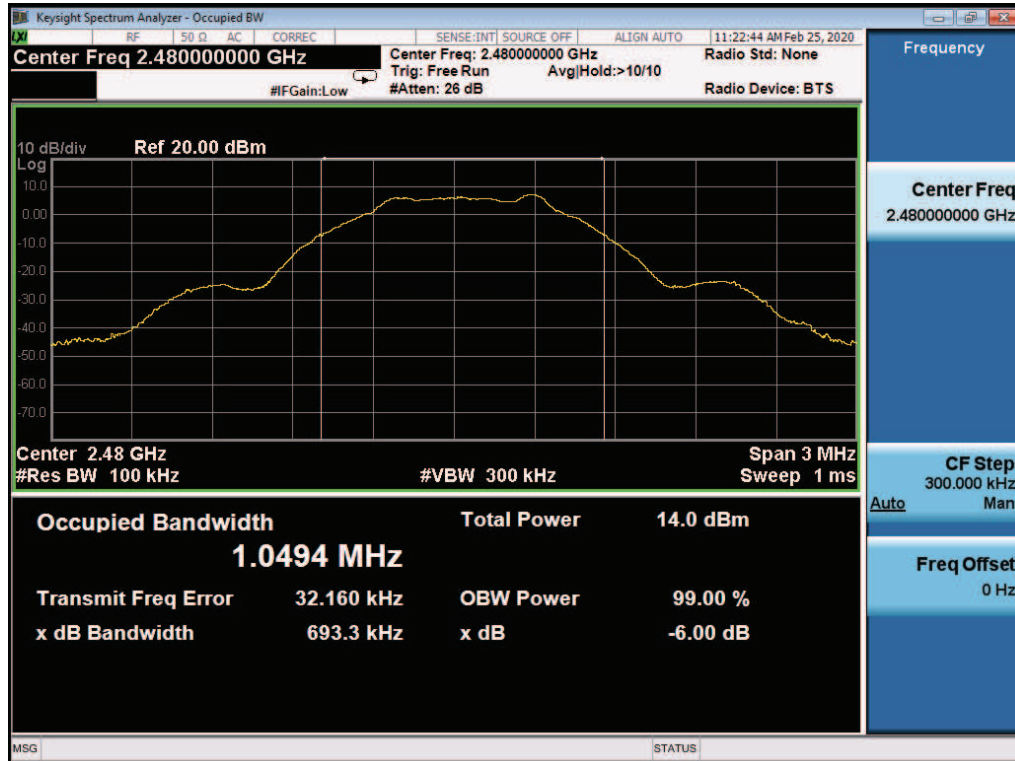 Keysight Spectrum Analyzer - Occupied BW
LXI RF 50 Ω AC CORREC SENSE:INT SOURCE OFF ALIGN AUTO 11:22:44 AM Feb 25, 2020
Center Freq 2.480000000 GHz Center Freq: 2.480000000 GHz Radio Std: None
Trig: Free Run Avg|Hold:>10/10
#IFGain:Low #Atten: 26 dB Radio Device: BTS
10 dB/div Ref 20.00 dBm
Log
10.0
0.00
-10.0
-20.0
-30.0
-40.0
-50.0
-60.0
-70.0
Center 2.48 GHz Span 3 MHz
#Res BW 100 kHz #VBW 300 kHz Sweep 1 ms
Occupied Bandwidth Total Power 14.0 dBm
1.0494 MHz
Transmit Freq Error 32.160 kHz OBW Power 99.00 %
x dB Bandwidth 693.3 kHz x dB -6.00 dB
Frequency
Center Freq
2.480000000 GHz
CF Step
300.000 kHz
Auto Man
Freq Offset
0 Hz
MSG STATUS